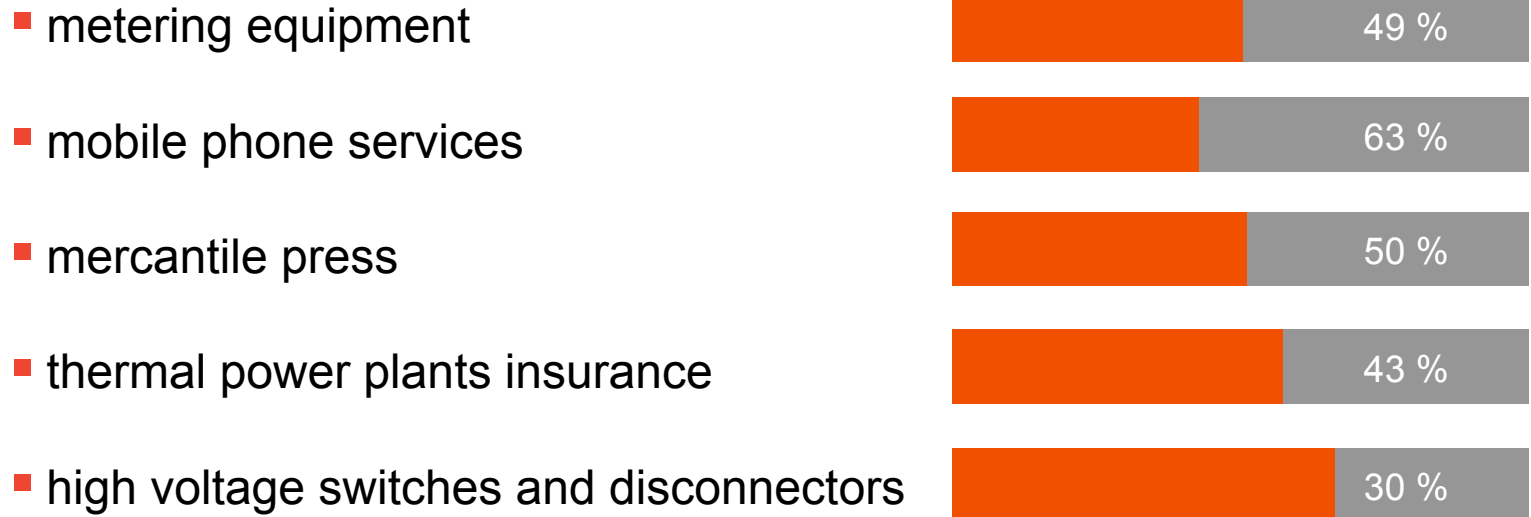 metering equipment 49 %
mobile phone services 63 %
mercantile press 50 %
thermal power plants insurance 43 %
high voltage switches and disconnectors 30 %